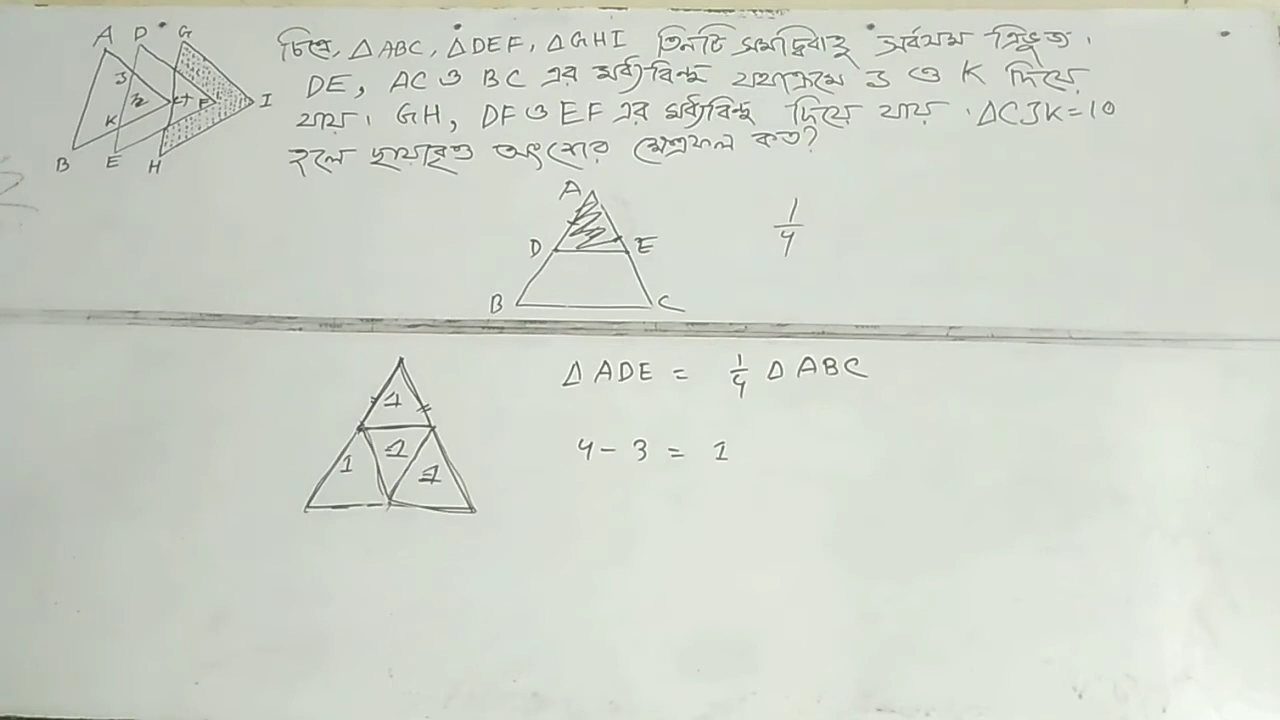 চিত্রে, △ABC, △DEF, △GHI তিনটি সমদ্বিবাহু সর্বসম ত্রিভুজ।
DE, AC ও BC এর মধ্যবিন্দু যথাক্রমে J ও K দিয়ে
যায়। GH, DF ও EF এর মধ্যবিন্দু দিয়ে যায়। △CJK=10
হলে ছায়াবৃত অংশের ক্ষেত্রফল কত?
A D G
J
K F I
B E H
A
D E
B C
1/4
1
1 1 1
△ADE = 1/4 △ABC
4 - 3 = 1